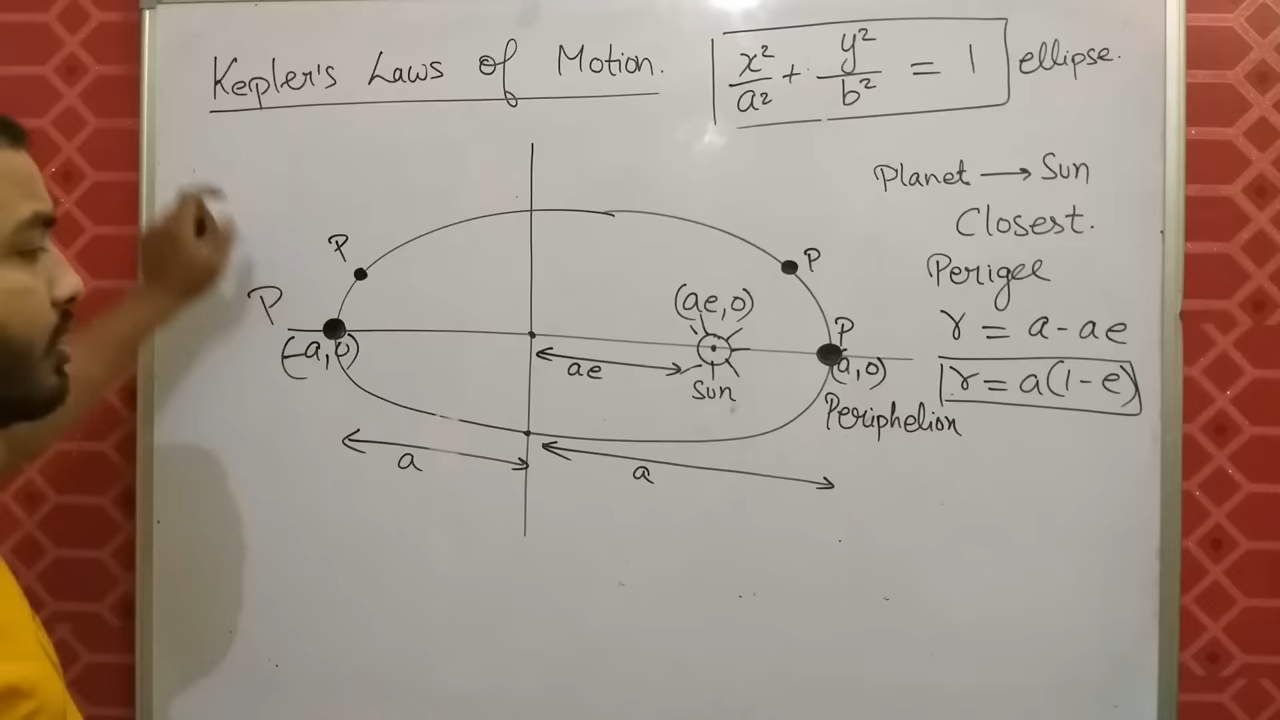 Kepler's Laws of Motion.
x²/a² + y²/b² = 1 ellipse.
Planet → Sun
Closest.
Perigee
r = a - ae
r = a(1-e)
P
P
P
(-a, 0)
(ae, 0)
ae
Sun
P
(a, 0)
Periphelion
a
a